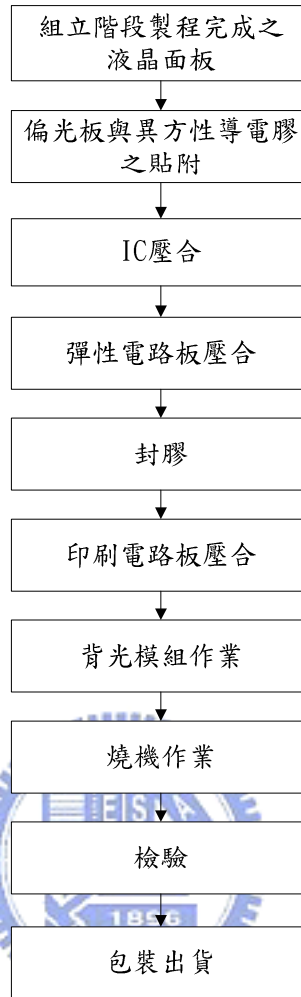 組立階段製程完成之
液晶面板
偏光板與異方性導電膠
之貼附
IC壓合
彈性電路板壓合
封膠
印刷電路板壓合
背光模組作業
燒機作業
ESA
檢驗
1896
包裝出貨